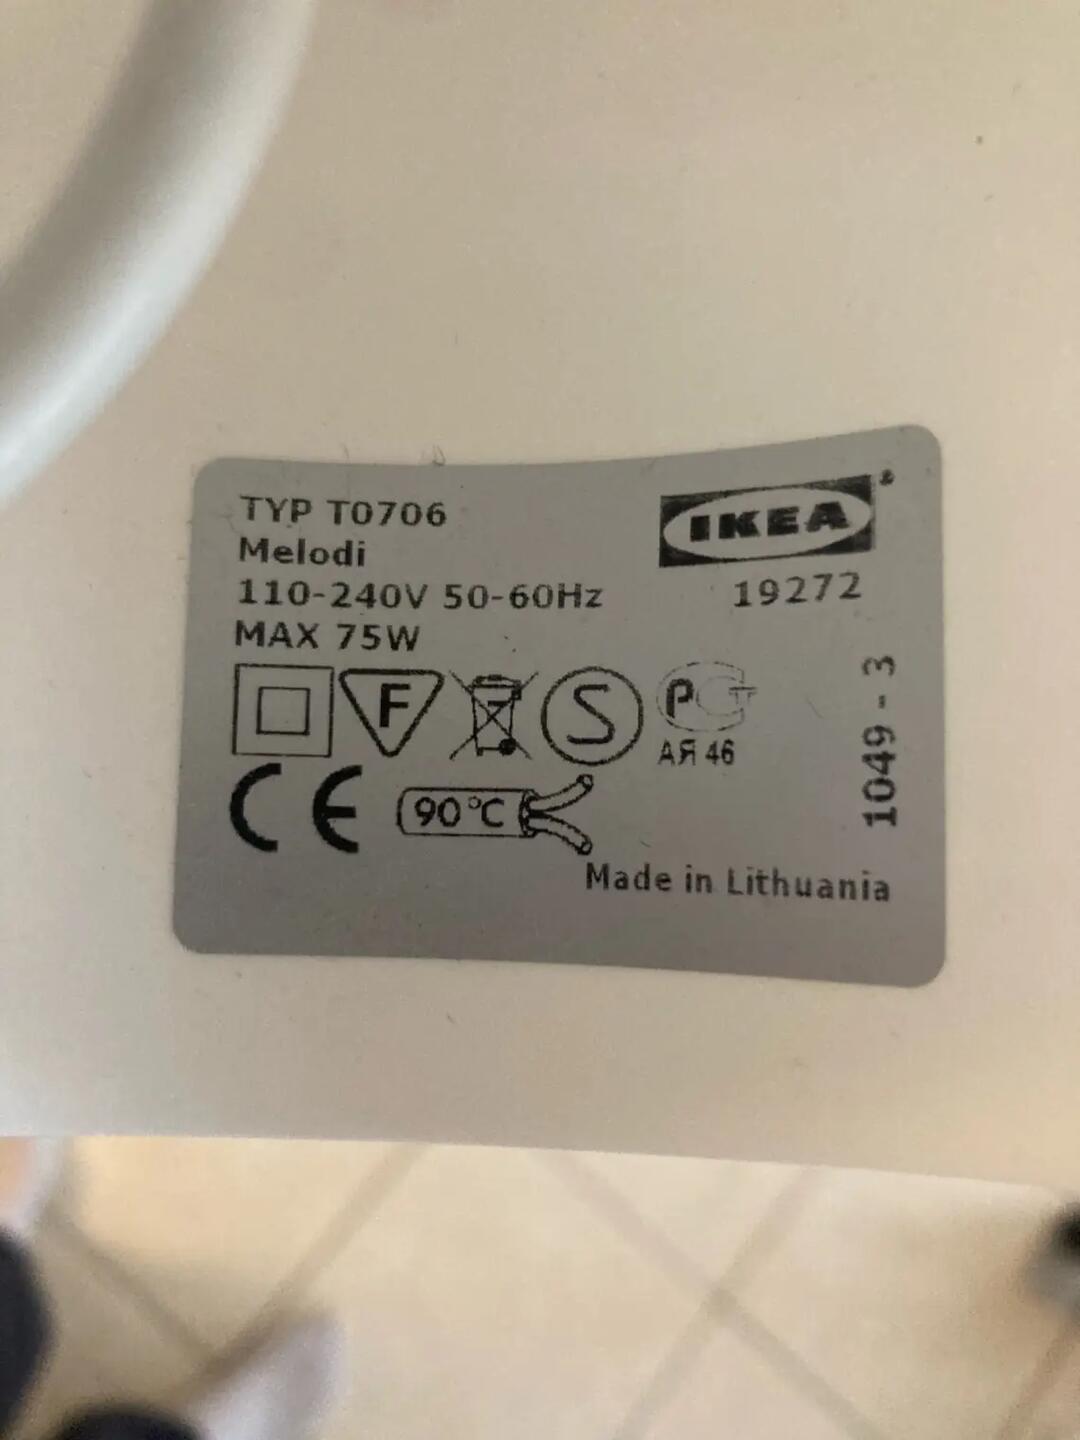 TYP T0706
Melodi
110-240V 50-60Hz
MAX 75W
IKEA®
19272
F
S
PCT
АЯ 46
CE
90°C
1049 - 3
Made in Lithuania